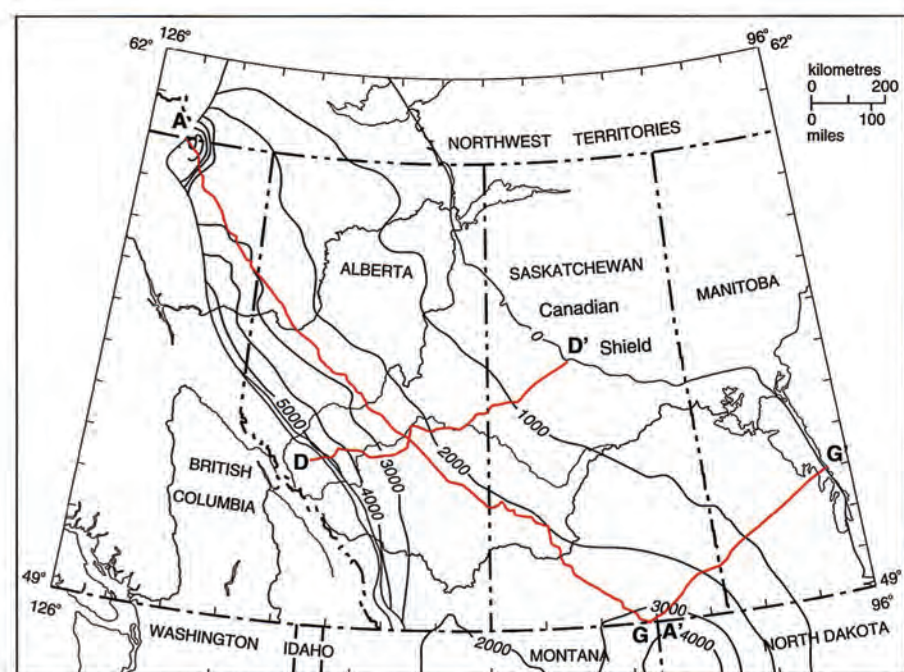 126°
96°
62°
62°
kilometres
0 200
0 100
miles
A
NORTHWEST TERRITORIES
ALBERTA
SASKATCHEWAN
MANITOBA
Canadian
Shield
0
D'
1000
5000
2000
D
3000
4000
G'
BRITISH
COLUMBIA
49°
126°
49°
96°
3000
G A'
4000
WASHINGTON
IDAHO
2000
MONTANA
NORTH DAKOTA